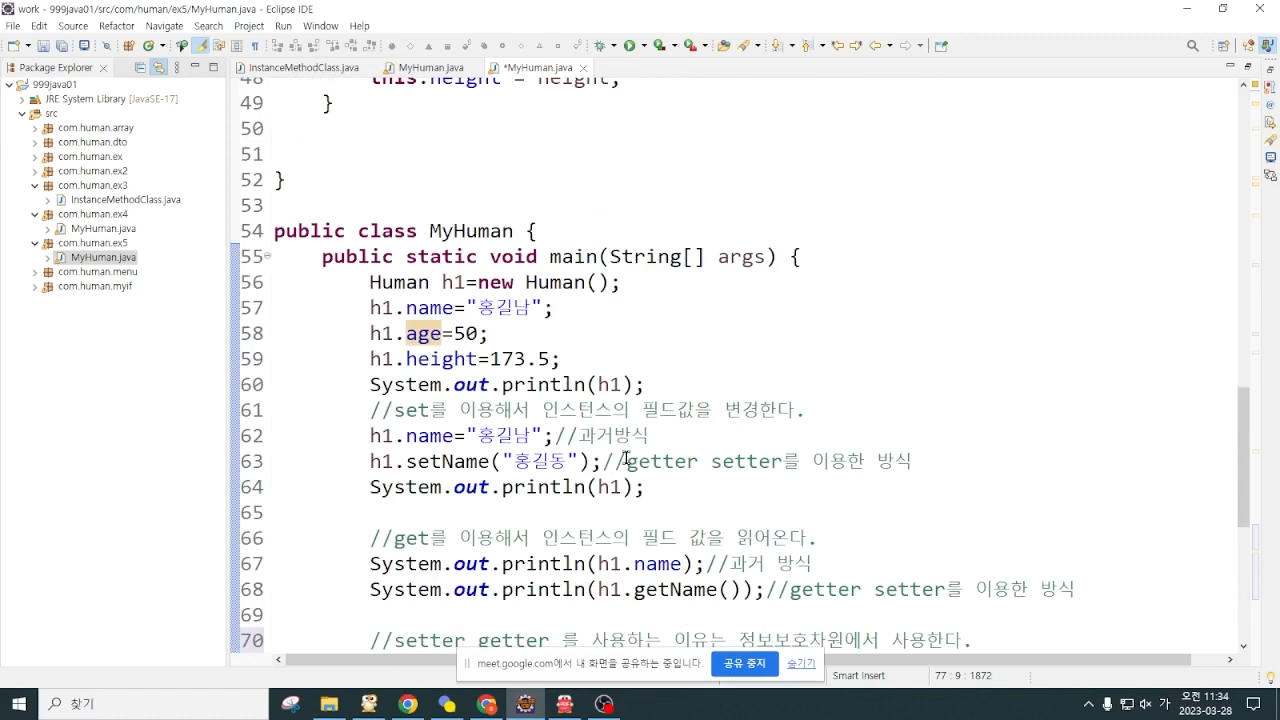 work - 999java01/src/com/human/ex5/MyHuman.java - Eclipse IDE
File Edit Source Refactor Navigate Search Project Run Window Help
Package Explorer
InstanceMethodClass.java MyHuman.java *MyHuman.java
999java01
JRE System Library [JavaSE-17]
src
com.human.array
com.human.dto
com.human.ex
com.human.ex2
com.human.ex3
InstanceMethodClass.java
com.human.ex4
MyHuman.java
com.human.ex5
MyHuman.java
com.human.menu
com.human.myif
48 this.height = height;
49 }
50
51
52 }
53
54 public class MyHuman {
55 public static void main(String[] args) {
56 Human h1=new Human();
57 h1.name="홍길남";
58 h1.age=50;
59 h1.height=173.5;
60 System.out.println(h1);
61 //set를 이용해서 인스턴스의 필드값을 변경한다.
62 h1.name="홍길남";//과거방식
63 h1.setName("홍길동");//getter setter를 이용한 방식
64 System.out.println(h1);
65
66 //get를 이용해서 인스턴스의 필드 값을 읽어온다.
67 System.out.println(h1.name);//과거 방식
68 System.out.println(h1.getName());//getter setter를 이용한 방식
69
70 //setter getter 를 사용하는 이유는 정보보호차원에서 사용한다.
meet.google.com에서 내 화면을 공유하는 중입니다. 공유 중지 숨기기
Smart Insert 77 : 9 : 1872
찾기
가 오전 11:34
2023-03-28